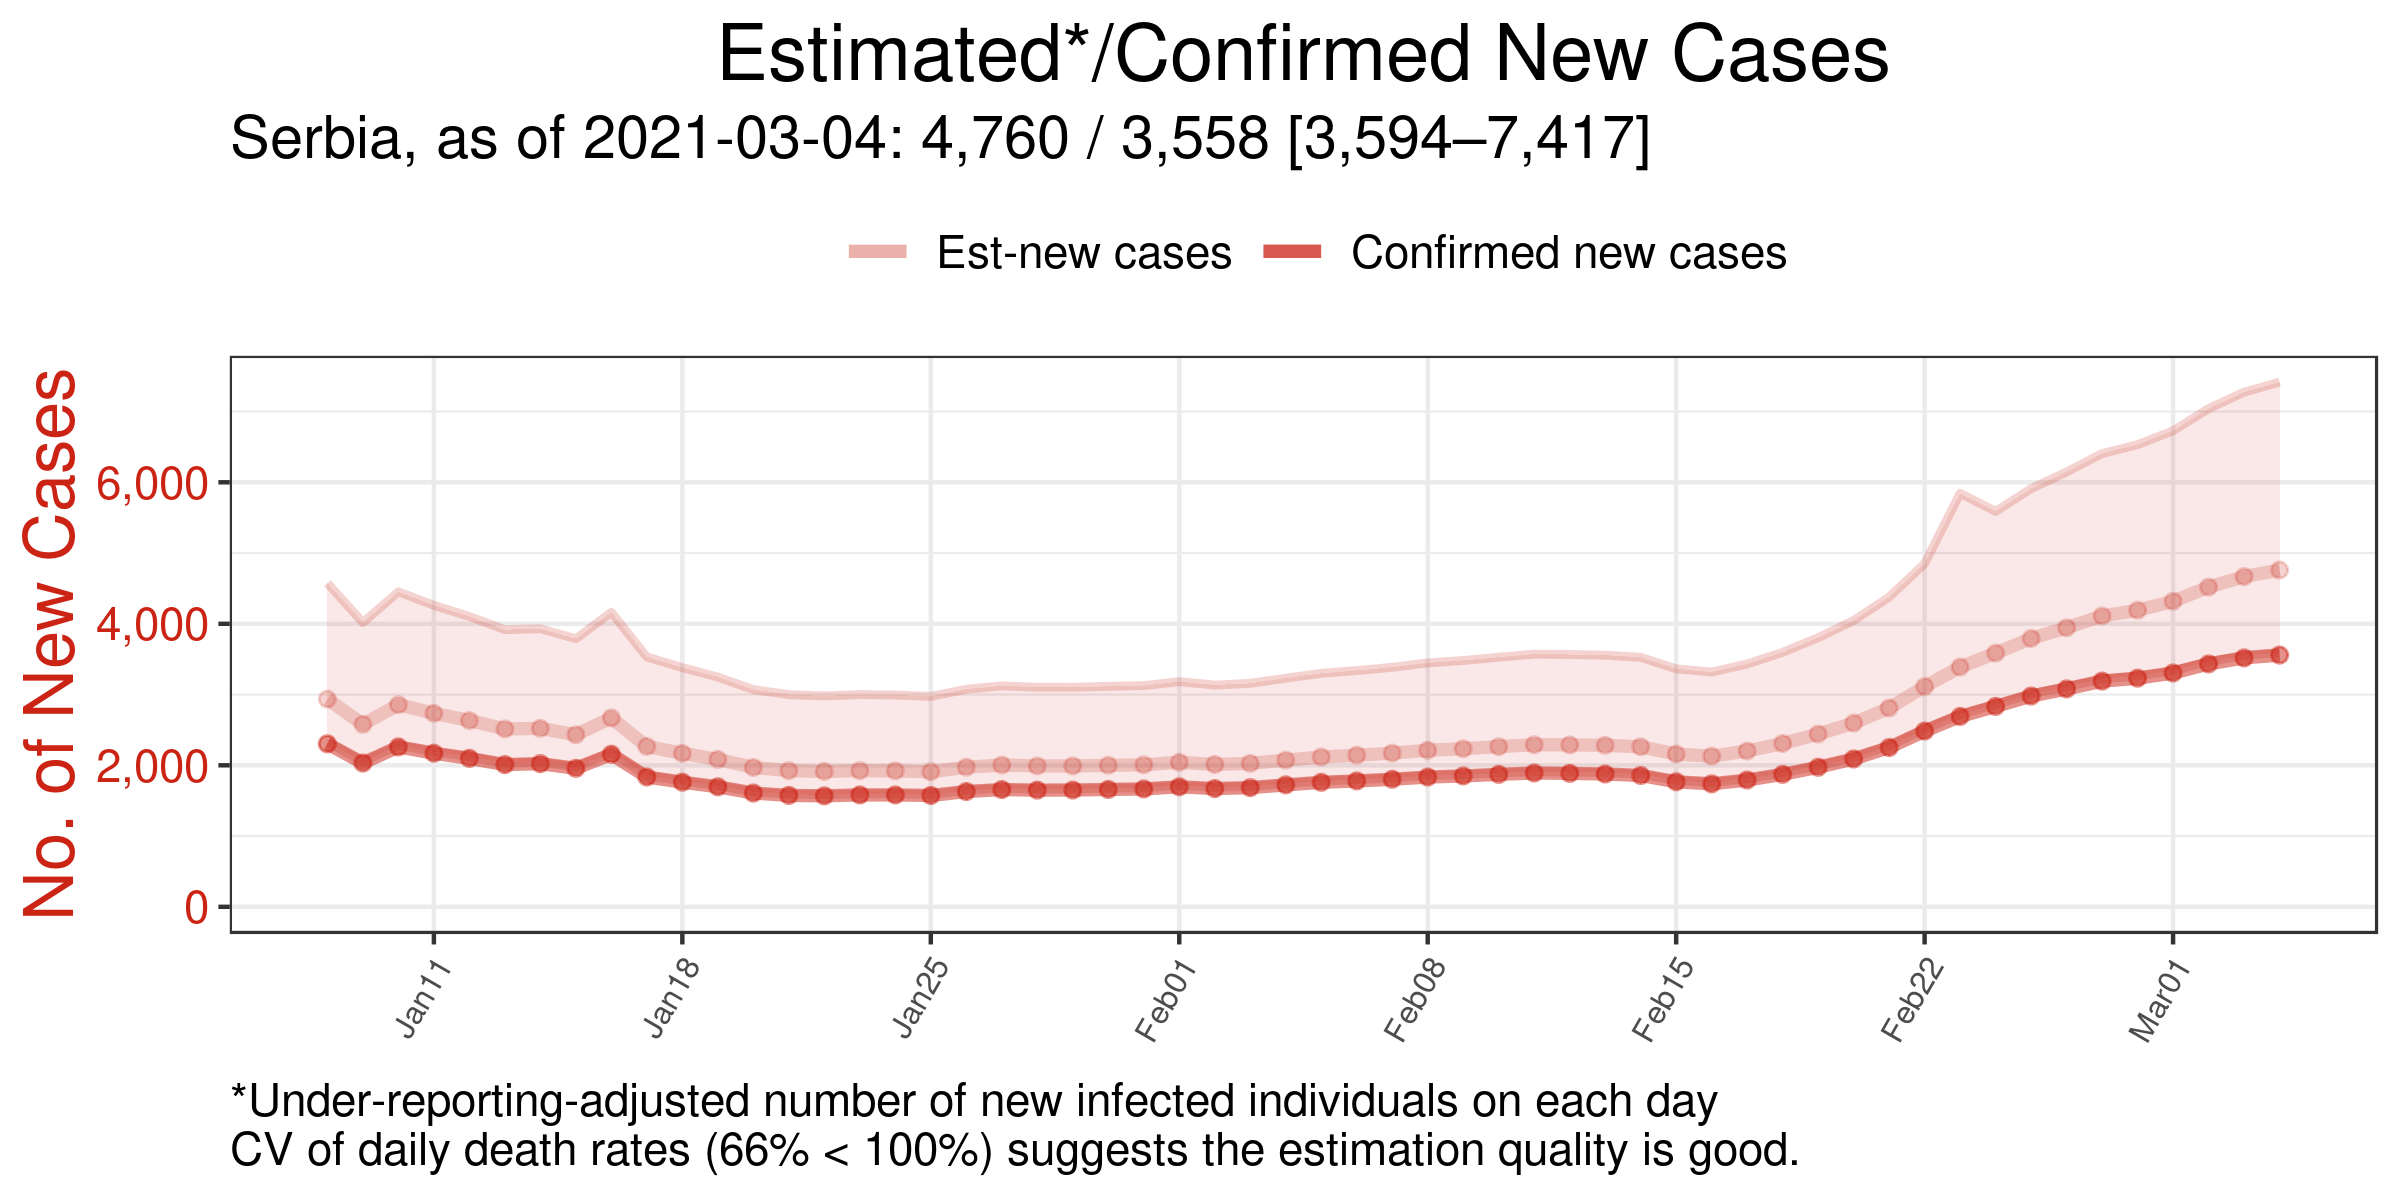 Estimated*/Confirmed New Cases
Serbia, as of 2021-03-04: 4,760 / 3,558 [3,594–7,417]
Est-new cases
Confirmed new cases
No. of New Cases
6,000
4,000
2,000
0
Jan11
Jan18
Jan25
Feb01
Feb08
Feb15
Feb22
Mar01
*Under-reporting-adjusted number of new infected individuals on each day
CV of daily death rates (66% < 100%) suggests the estimation quality is good.